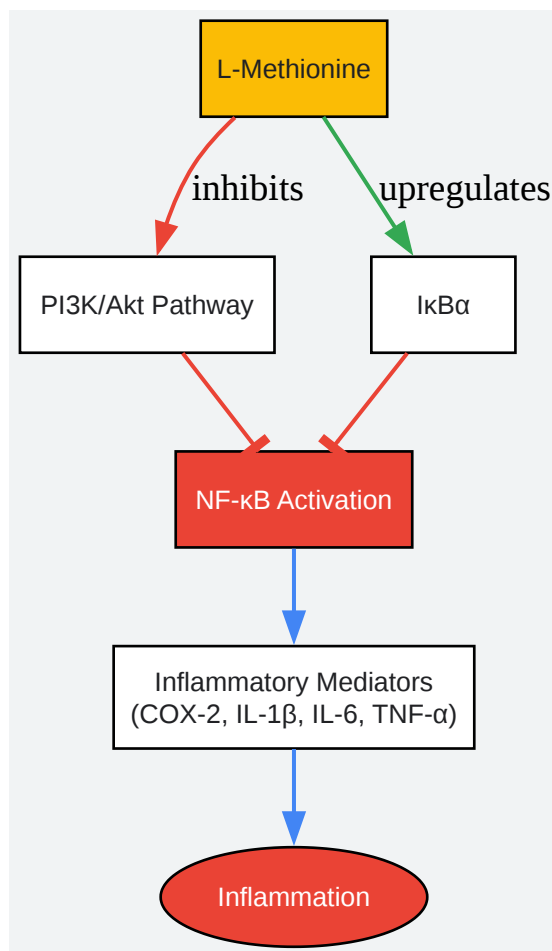 L-Methionine
inhibits
upregulates
PI3K/Akt Pathway
IκBα
NF-κB Activation
Inflammatory Mediators
(COX-2, IL-1β, IL-6, TNF-α)
Inflammation